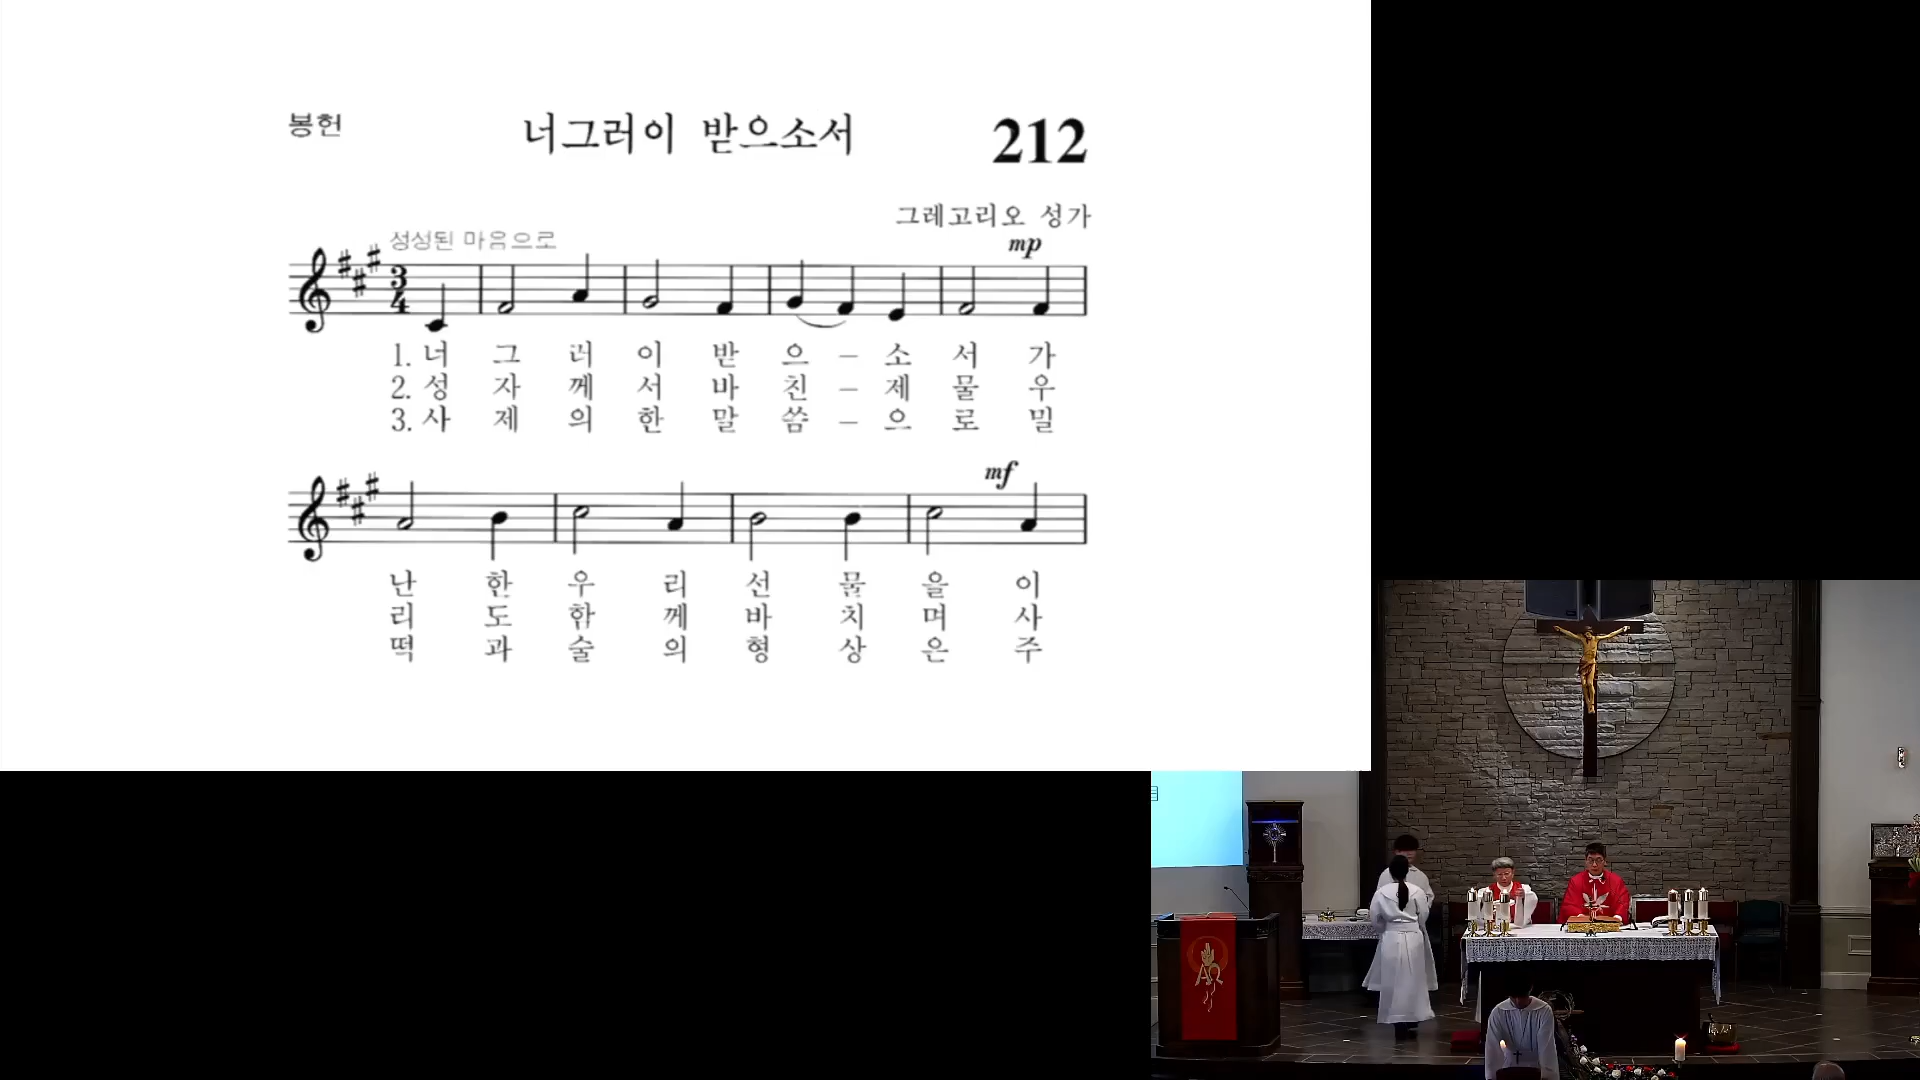 봉헌
너그러이 받으소서
212
그레고리오 성가
정성된 마음으로
mp
3
4
1. 너 그 러 이 받 으 – 소 서 가
2. 성 자 께 서 바 친 – 제 물 우
3. 사 제 의 한 말 씀 – 으 로 밀
mf
난 한 우 리 선 물 을 이
리 도 함 께 바 치 며 사
떡 과 술 의 형 상 은 주
ΑΩ